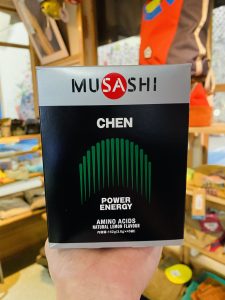 MUSASHI
CHEN
POWER
ENERGY
AMINO ACIDS
NATURAL LEMON FLAVOUR